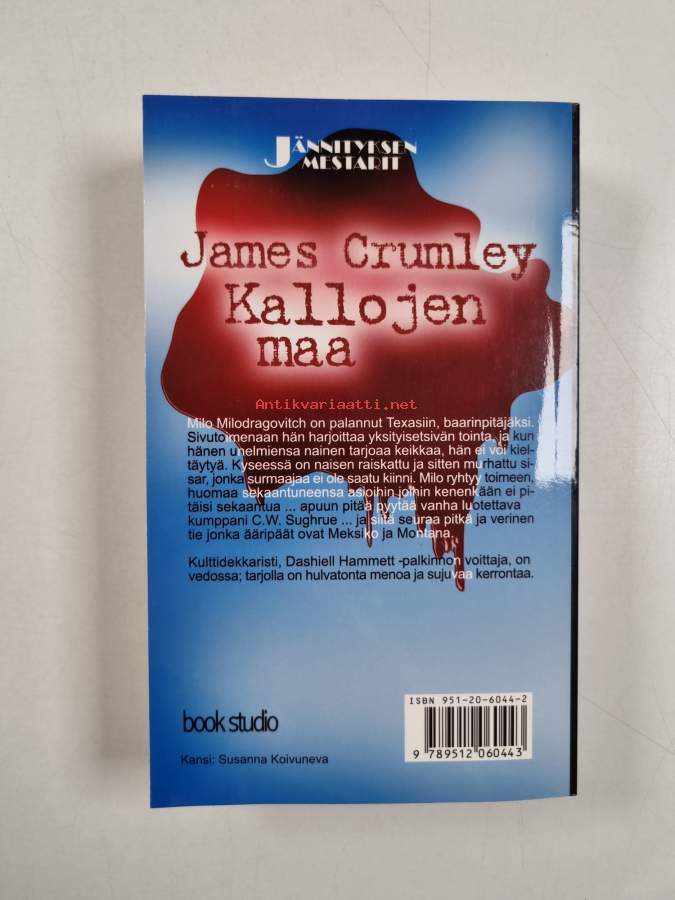 JÄNNITYKSEN
MESTARIT
James Crumley
Kallojen
maa
Antikvariaatti.net
Milo Milodragovitch on palannut Texasiin, baarinpitäjäksi.
Sivutoimenaan hän harjoittaa yksityisetsivän tointa, ja kun
hänen unelmiensa nainen tarjoaa keikkaa, hän ei voi kiel-
täytyä. Kyseessä on naisen raiskattu ja sitten murhattu si-
sar, jonka surmaajaa ei ole saatu kiinni. Milo ryhtyy toimeen,
huomaa sekaantuneensa asioihin joihin kenenkään ei pi-
täisi sekaantua ... apuun pitää pyytää vanha luotettava
kumppani C.W. Sughrue ... ja siitä seuraa pitkä ja verinen
tie jonka ääripäät ovat Meksiko ja Montana.
Kulttidekkaristi, Dashiell Hammett -palkinnon voittaja, on
vedossa; tarjolla on hulvatonta menoa ja sujuvaa kerrontaa.
ISBN 951-20-6044-2
9 789512 060443
book studio
Kansi: Susanna Koivuneva